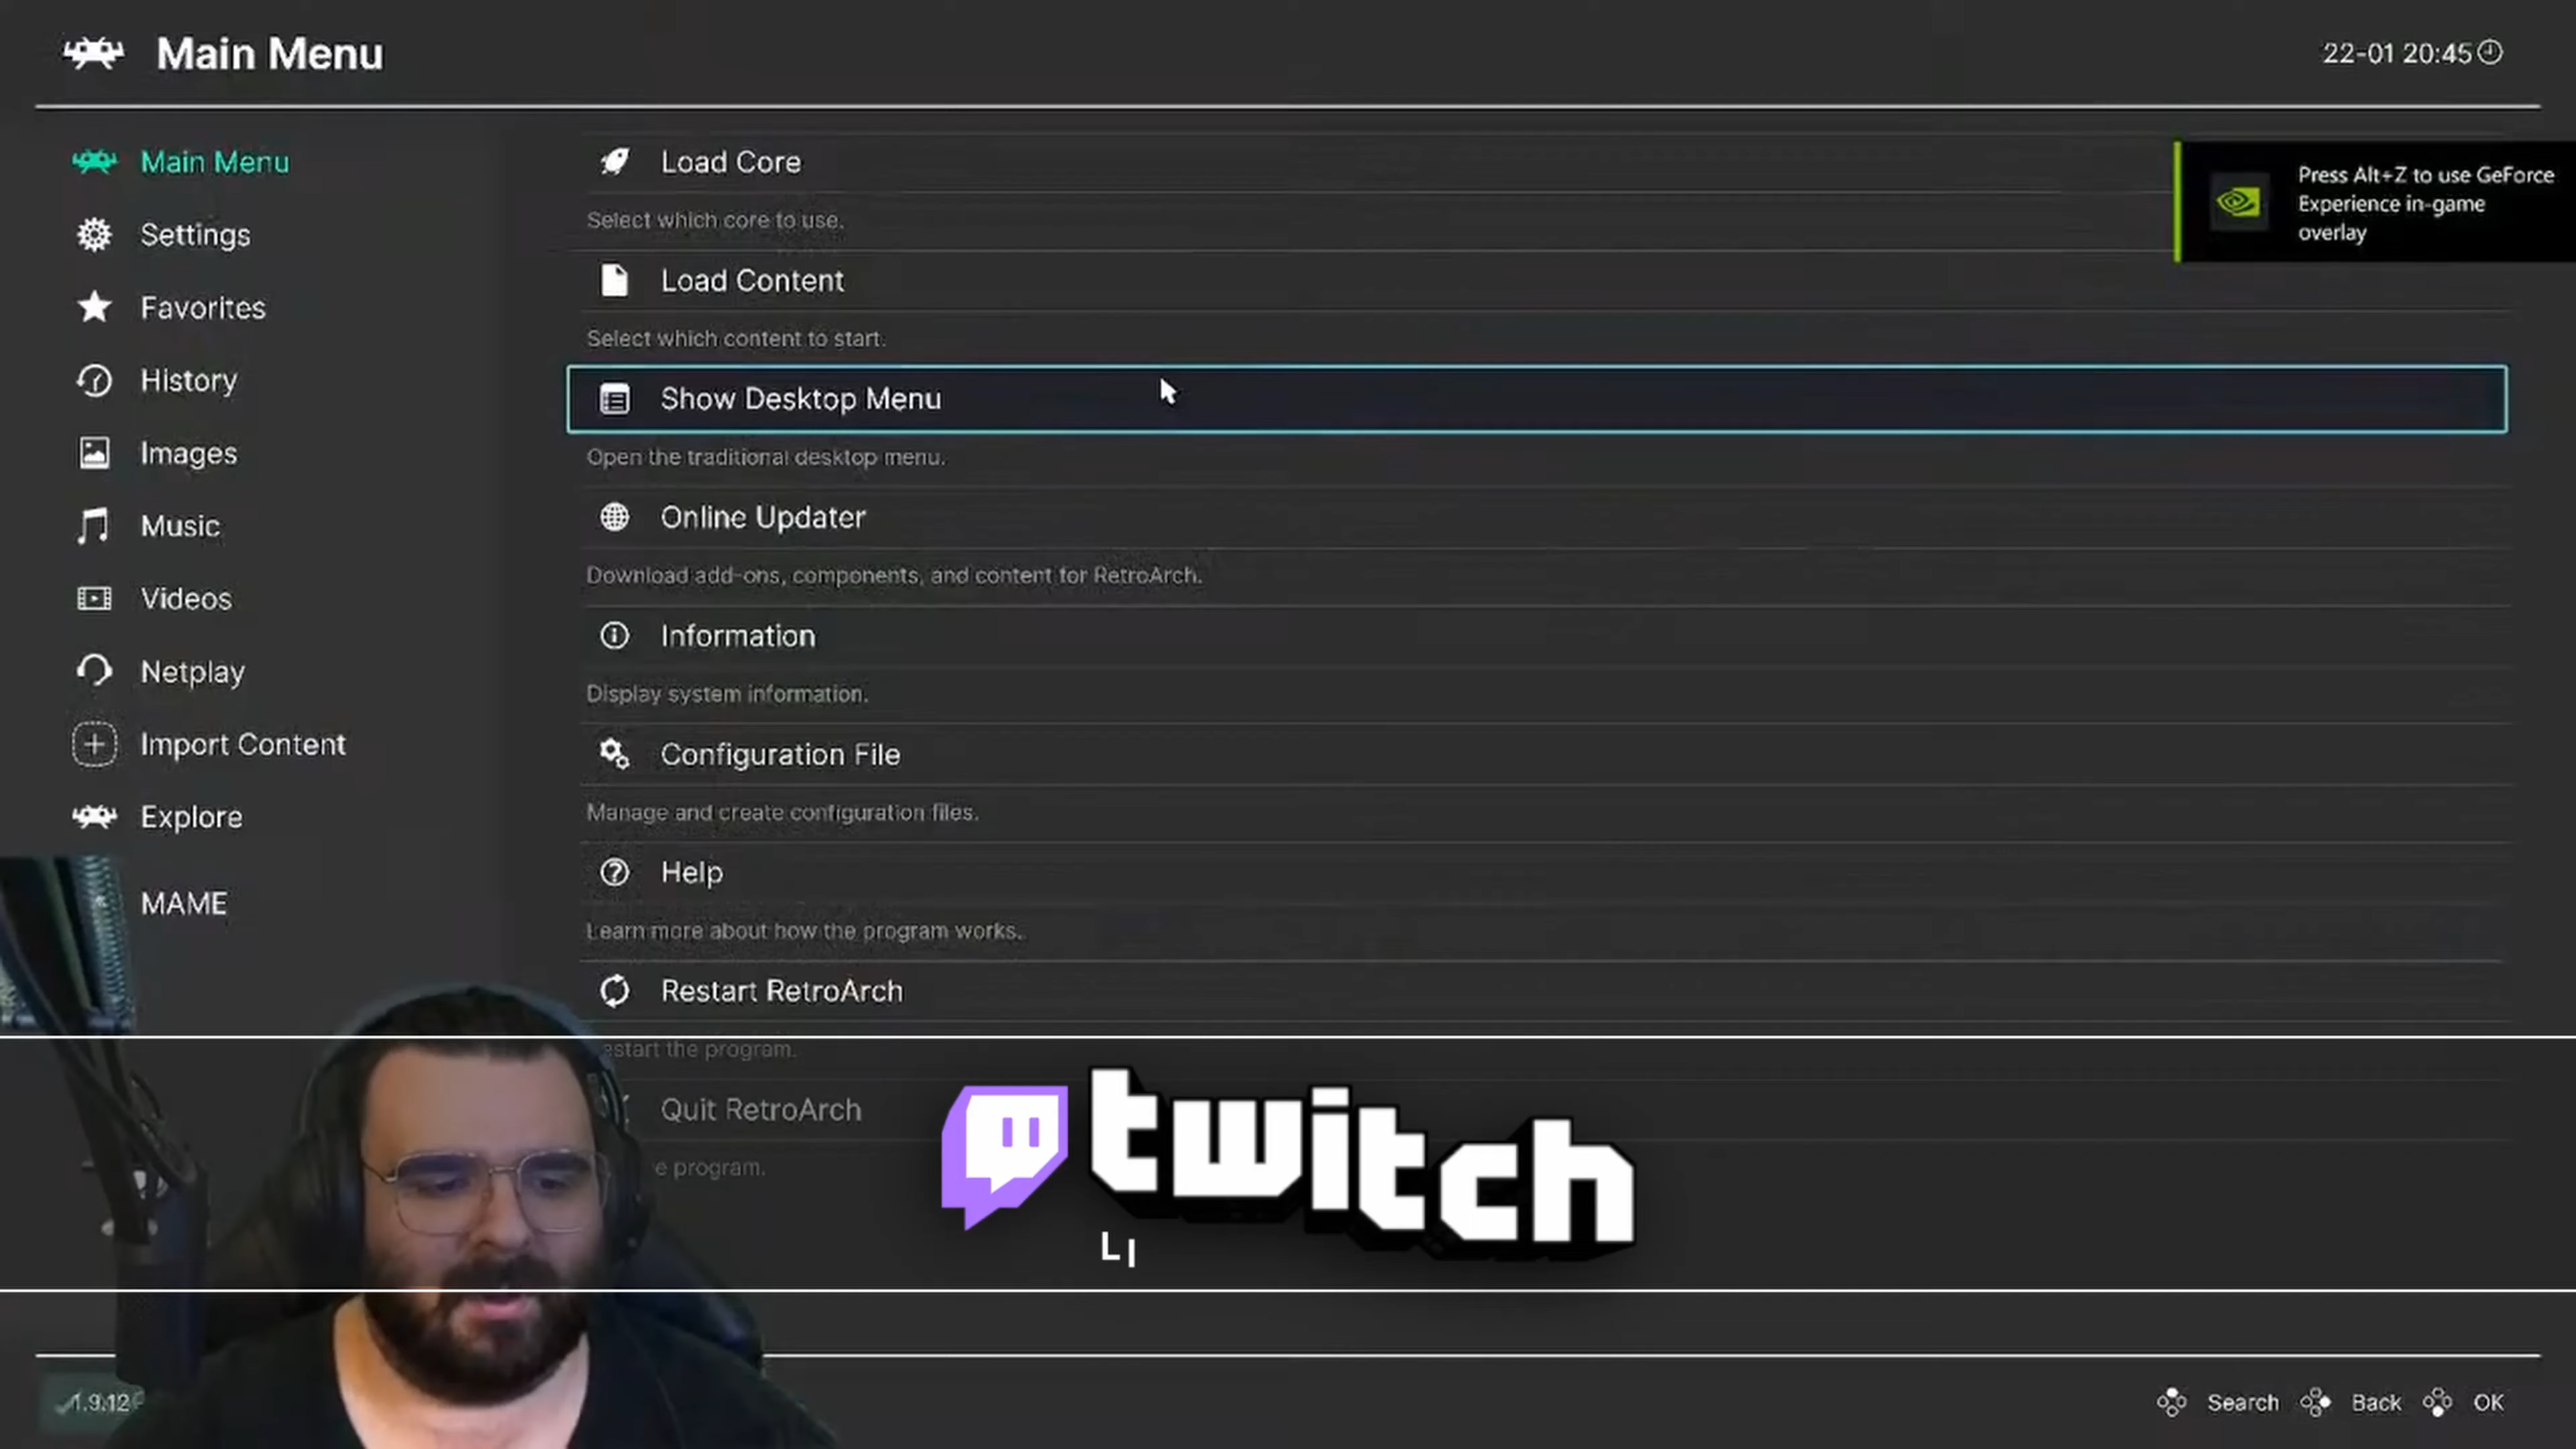 Main Menu
22-01 20:45
Main Menu
Settings
Favorites
History
Images
Music
Videos
Netplay
Import Content
Explore
MAME
Load Core
Select which core to use.
Load Content
Select which content to start.
Show Desktop Menu
Open the traditional desktop menu.
Online Updater
Download add-ons, components, and content for RetroArch.
Information
Display system information.
Configuration File
Manage and create configuration files.
Help
Learn more about how the program works.
Restart RetroArch
estart the program.
Quit RetroArch
e program.
Press Alt+Z to use GeForce
Experience in-game
overlay
twitch
L
1.9.12
Search Back OK